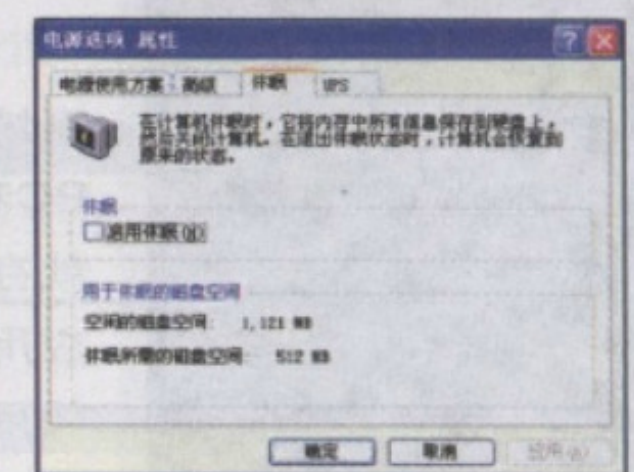 电源选项 属性
电源使用方案 高级 休眠 UPS
在计算机休眠时，它将内存中所有信息保存到硬盘上，
然后关闭计算机。在退出休眠状态时，计算机会恢复到
原来的状态。
休眠
启用休眠(H)
用于休眠的磁盘空间
空闲的磁盘空间: 1,121 MB
休眠所需的磁盘空间: 512 MB
确定 取消 应用(A)